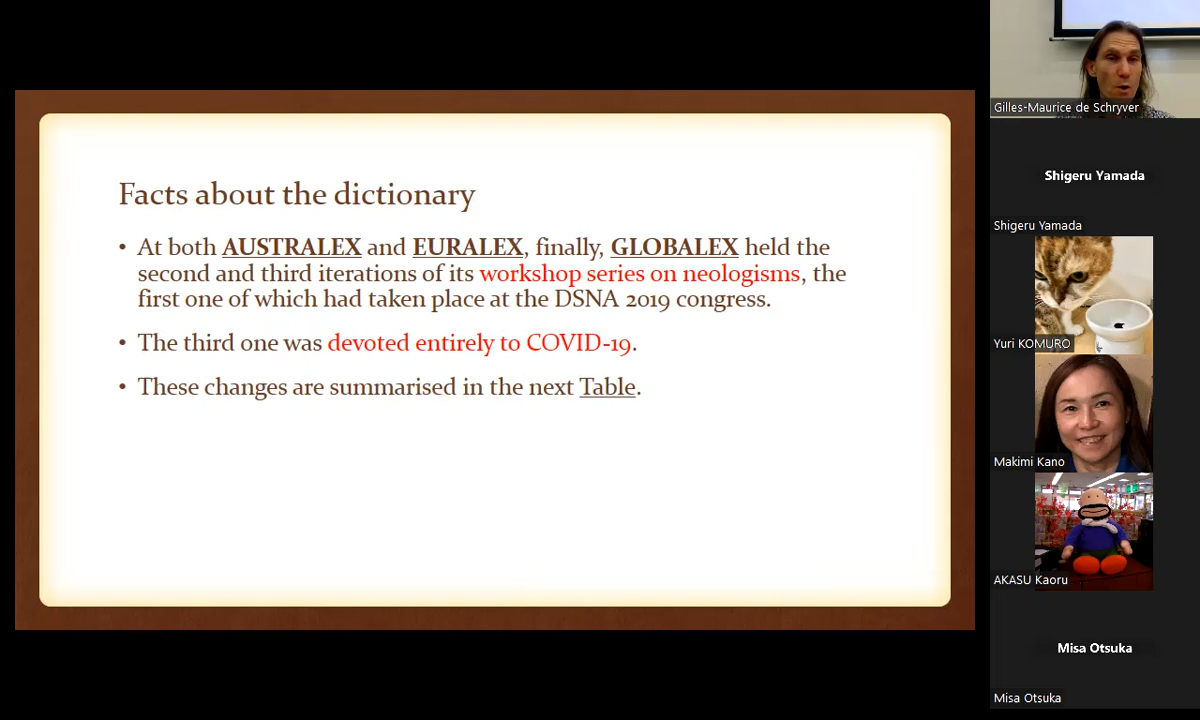 Facts about the dictionary
• At both AUSTRALEX and EURALEX, finally, GLOBALEX held the
second and third iterations of its workshop series on neologisms, the
first one of which had taken place at the DSNA 2019 congress.
• The third one was devoted entirely to COVID-19.
• These changes are summarised in the next Table.
Gilles-Maurice de Schryver
Shigeru Yamada
Shigeru Yamada
Yuri KOMURO
Makimi Kano
AKASU Kaoru
Misa Otsuka
Misa Otsuka